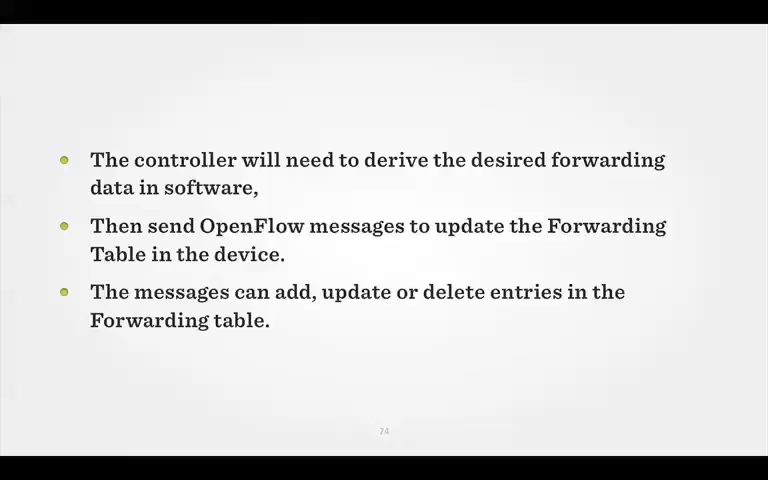 The controller will need to derive the desired forwarding
data in software,
Then send OpenFlow messages to update the Forwarding
Table in the device.
The messages can add, update or delete entries in the
Forwarding table.
74